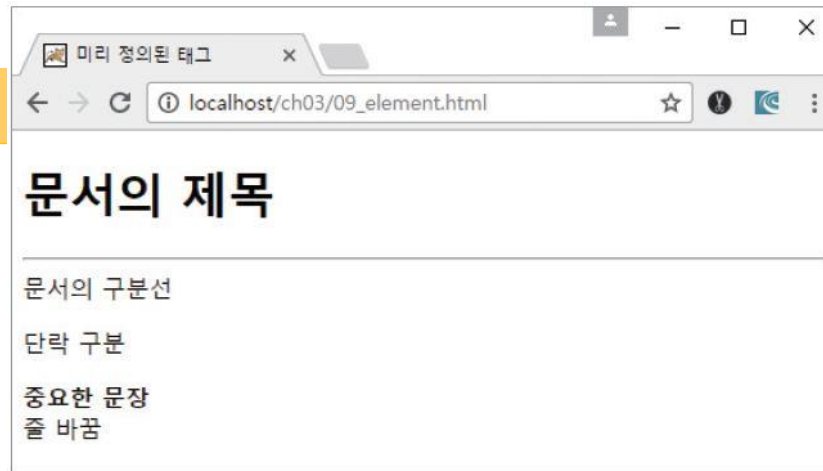 미리 정의된 태그
localhost/ch03/09_element.html
문서의 제목
문서의 구분선
단락 구분
중요한 문장
줄 바꿈